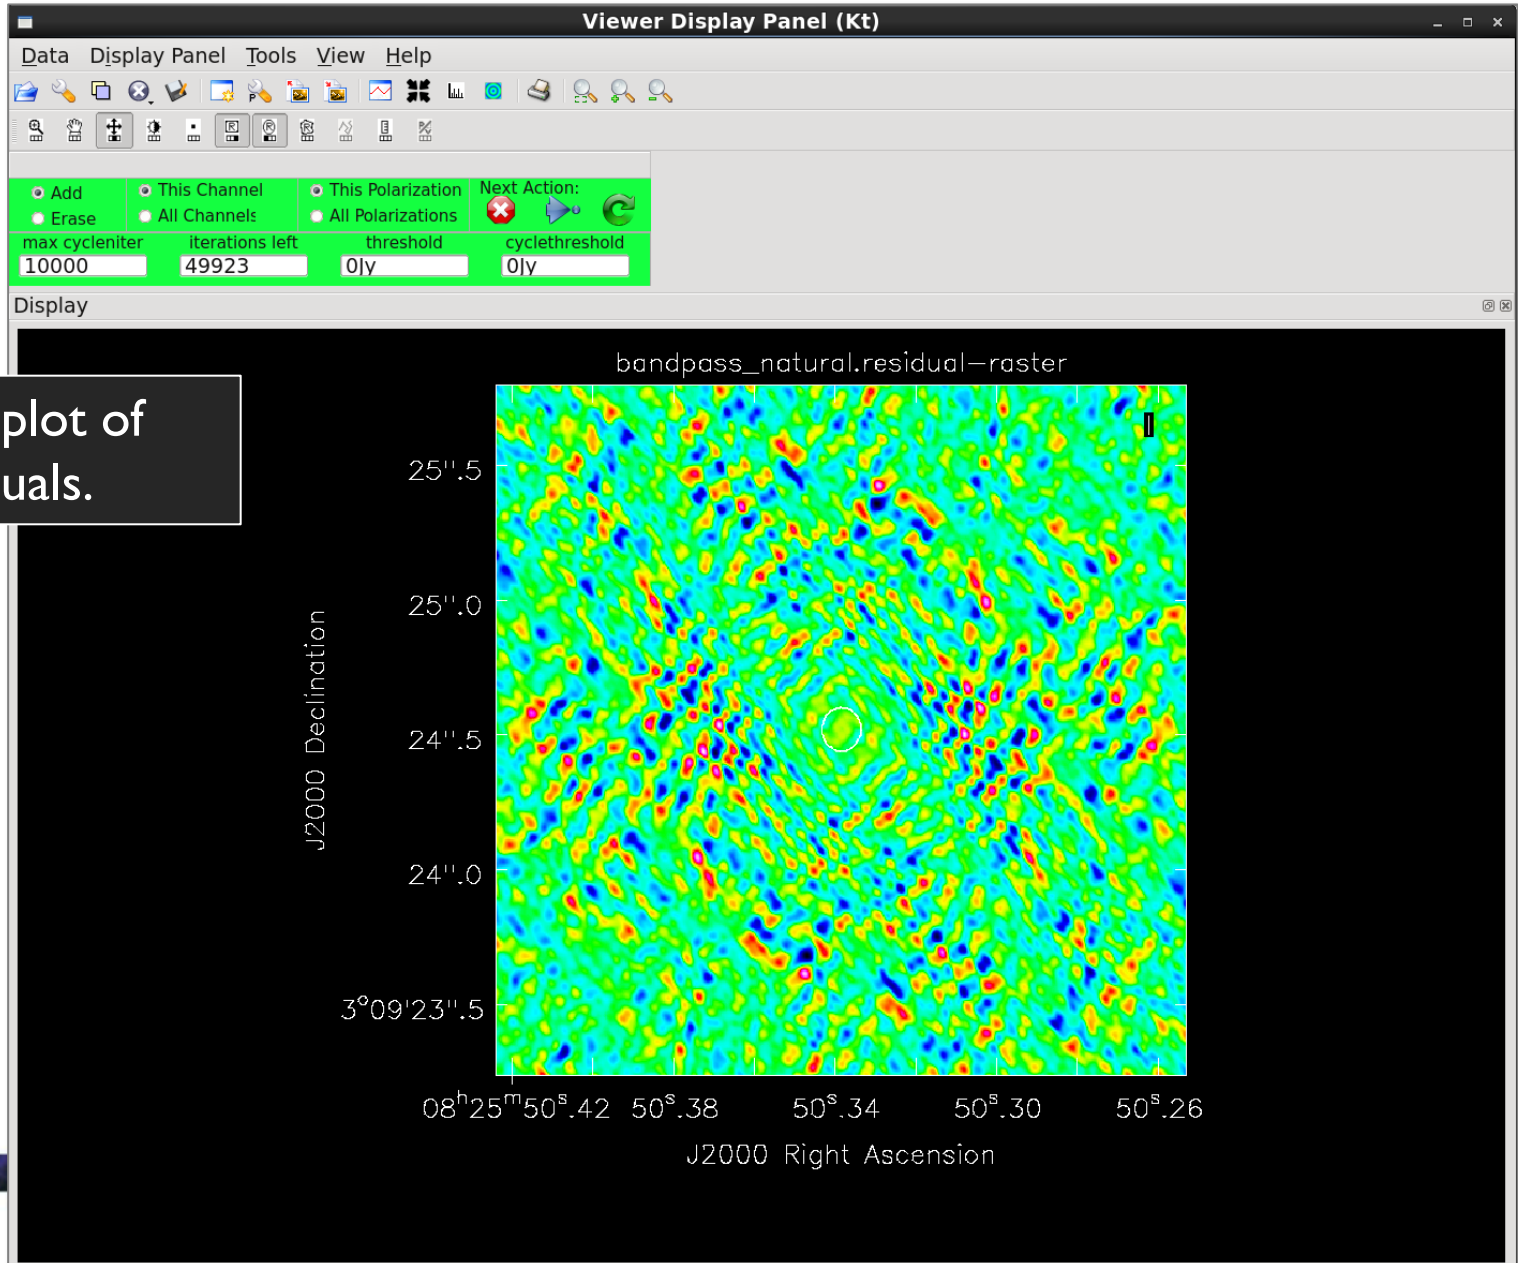 Viewer Display Panel (Kt)
Data Display Panel Tools View Help
Add This Channel This Polarization Next Action:
Erase All Channels All Polarizations
max cycleniter iterations left threshold cyclethreshold
10000 49923 0Jy 0Jy
Display
bandpass_natural.residual-raster
plot of
uals.
I
25".5
25".0
24".5
24".0
3°09'23".5
J2000 Declination
08ʰ25ᵐ50ˢ.42 50ˢ.38 50ˢ.34 50ˢ.30 50ˢ.26
J2000 Right Ascension